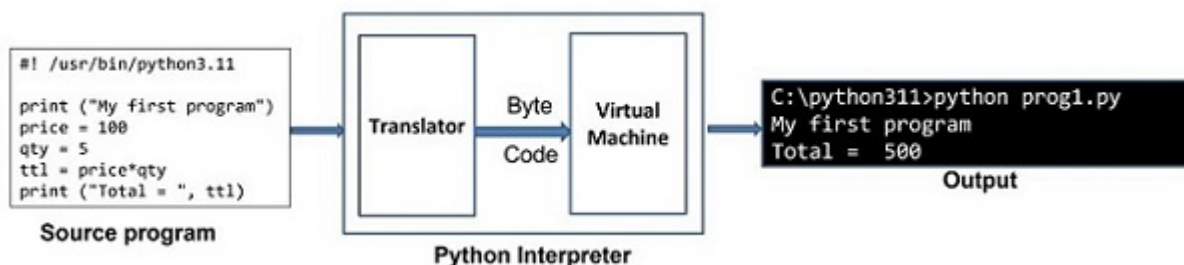 #! /usr/bin/python3.11
print ("My first program")
price = 100
qty = 5
ttl = price*qty
print ("Total = ", ttl)
Source program
Translator
Byte
Code
Virtual
Machine
Python Interpreter
C:\python311>python prog1.py
My first program
Total =  500
Output